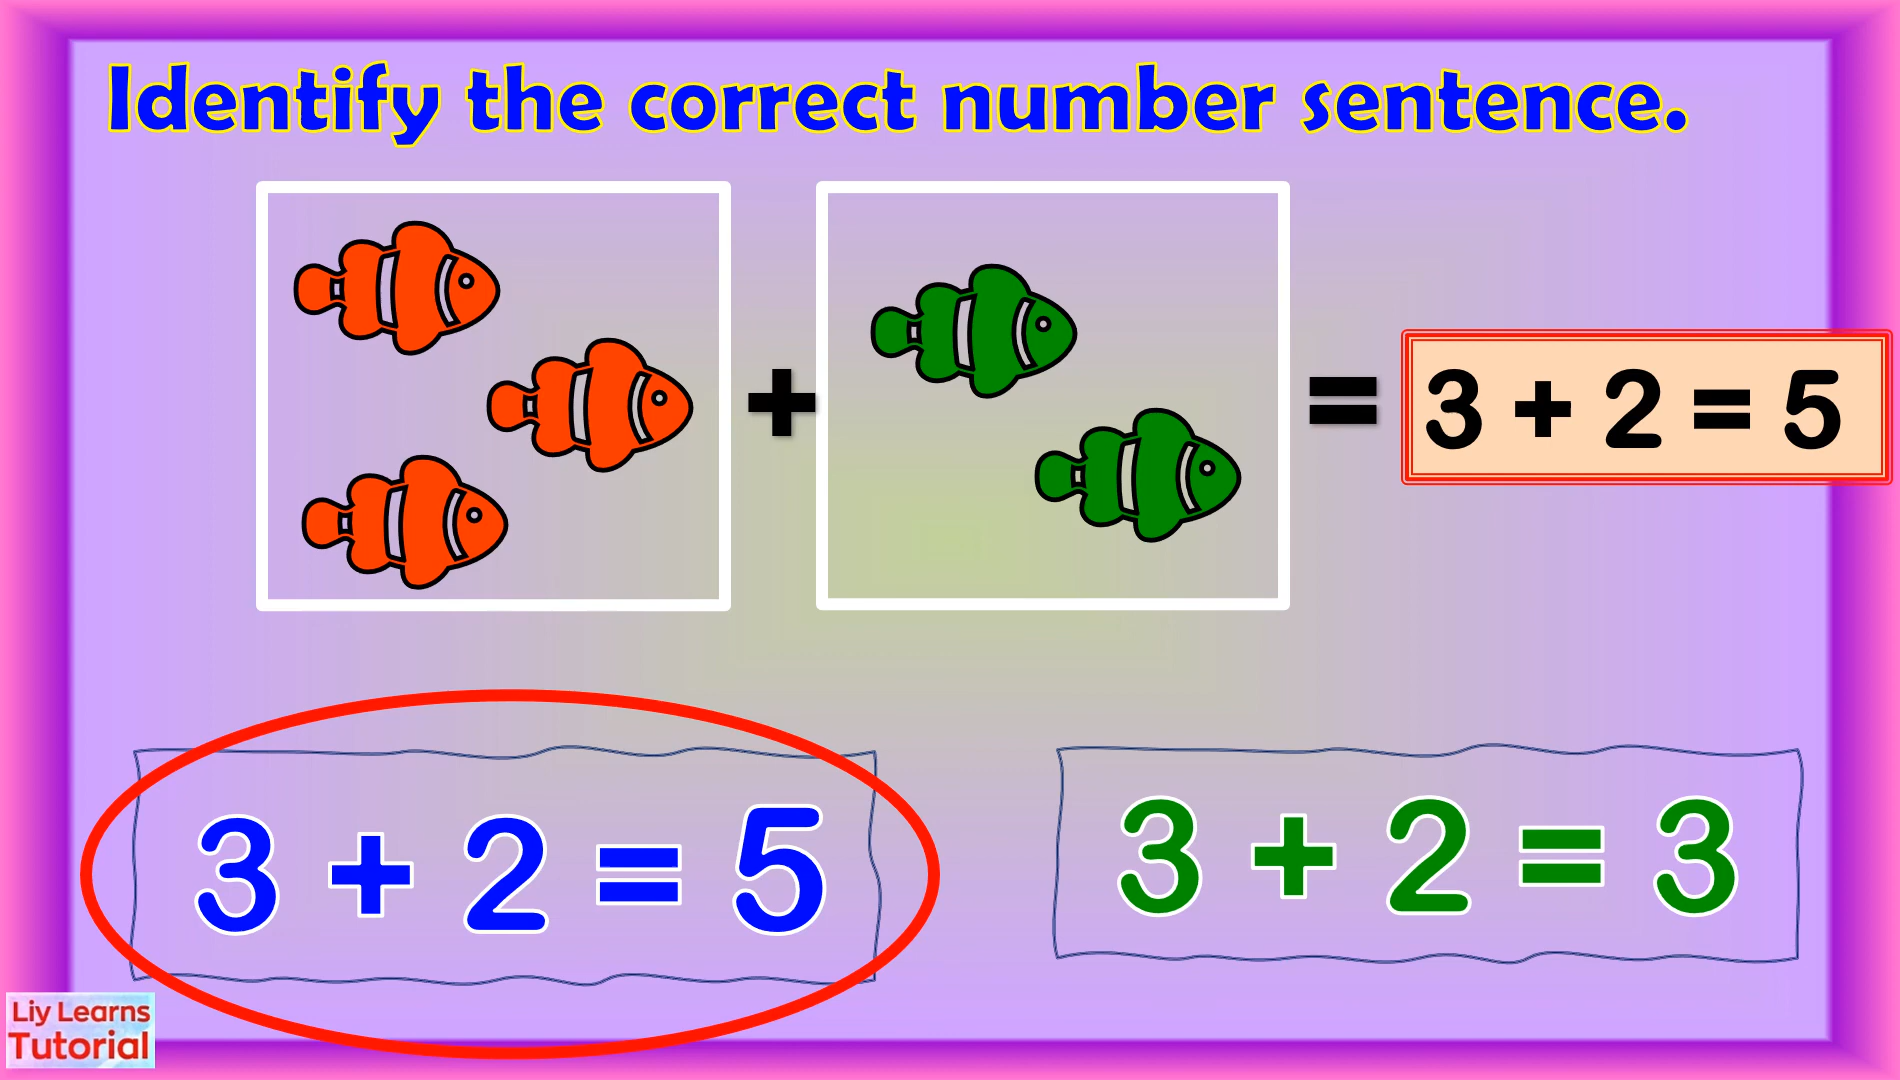 Identify the correct number sentence.
+ = 3 + 2 = 5
3 + 2 = 5
3 + 2 = 3
Liy Learns
Tutorial